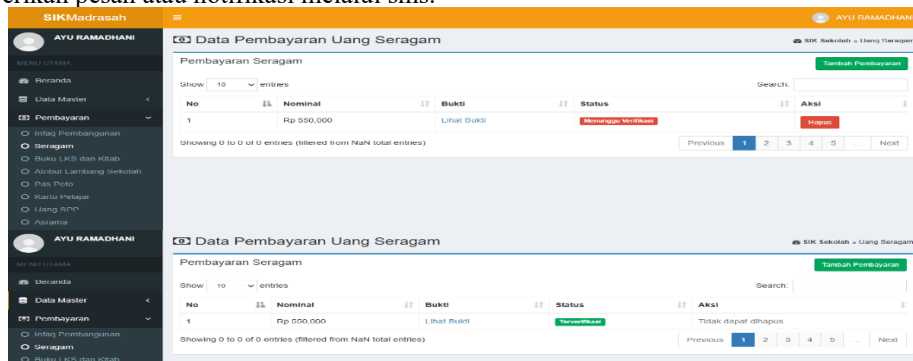 erikan pesan atau notifikasi melalui sms.
SIKMadrasah
AYU RAMADHANI
AYU RAMADHANI
MENU UTAMA
Beranda
Data Master
Pembayaran
Infaq Pembangunan
Seragam
Buku LKS dan Kitab
Atribut Lambang Sekolah
Pas Poto
Kartu Pelajar
Uang SPP
Asrama
Data Pembayaran Uang Seragam
SIK Sekolah » Uang Seragam
Pembayaran Seragam
Tambah Pembayaran
Show 10 entries
Search:
No Nominal Bukti Status Aksi
1 Rp 550,000 Lihat Bukti Menunggu Verifikasi Hapus
Showing 0 to 0 of 0 entries (filtered from NaN total entries)
Previous 1 2 3 4 5 ... Next
AYU RAMADHANI
MENU UTAMA
Beranda
Data Master
Pembayaran
Infaq Pembangunan
Seragam
Buku LKS dan Kitab
Data Pembayaran Uang Seragam
SIK Sekolah » Uang Seragam
Pembayaran Seragam
Tambah Pembayaran
Show 10 entries
Search:
No Nominal Bukti Status Aksi
1 Rp 550,000 Lihat Bukti Terverifikasi Tidak dapat dihapus
Showing 0 to 0 of 0 entries (filtered from NaN total entries)
Previous 1 2 3 4 5 ... Next